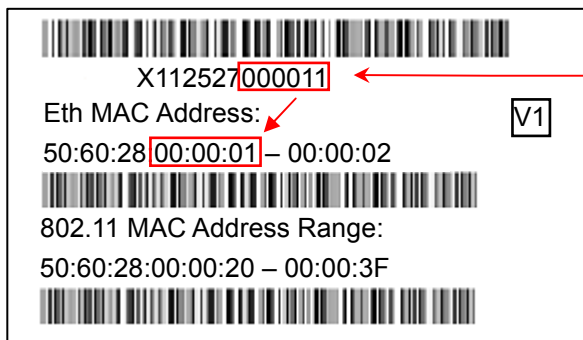 X112527000011
Eth MAC Address:
V1
50:60:28:00:00:01 – 00:00:02
802.11 MAC Address Range:
50:60:28:00:00:20 – 00:00:3F